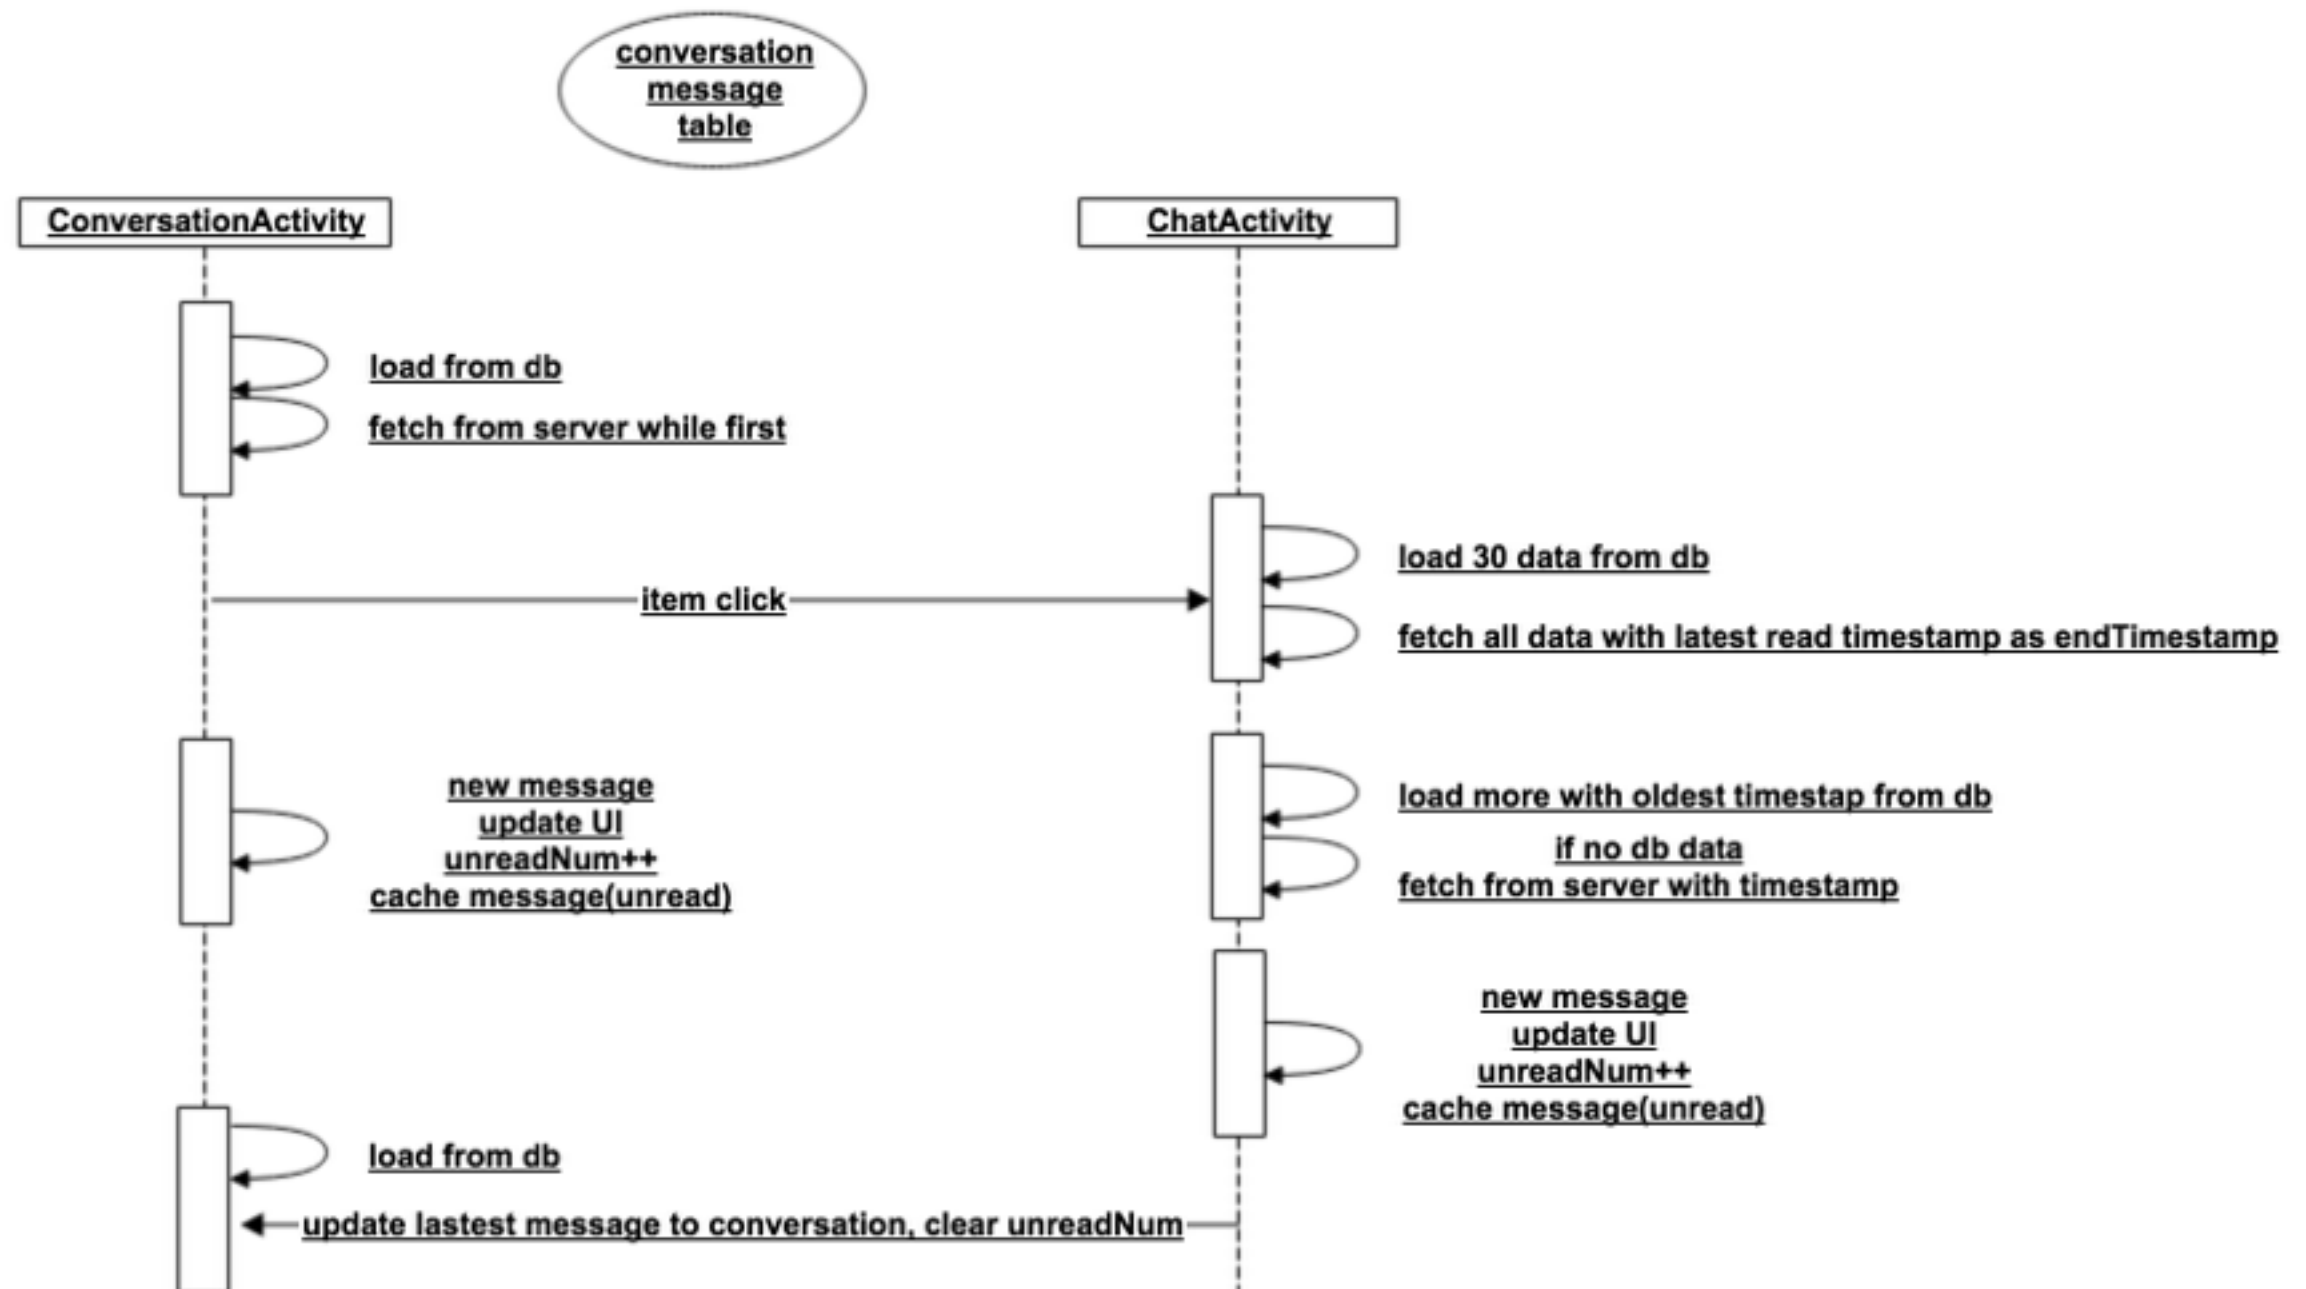 conversation
message
table
ConversationActivity
ChatActivity
load from db
fetch from server while first
load 30 data from db
item click
fetch all data with latest read timestamp as endTimestamp
new message
update UI
unreadNum++
cache message(unread)
load more with oldest timestap from db
if no db data
fetch from server with timestamp
new message
update UI
unreadNum++
cache message(unread)
load from db
update lastest message to conversation, clear unreadNum